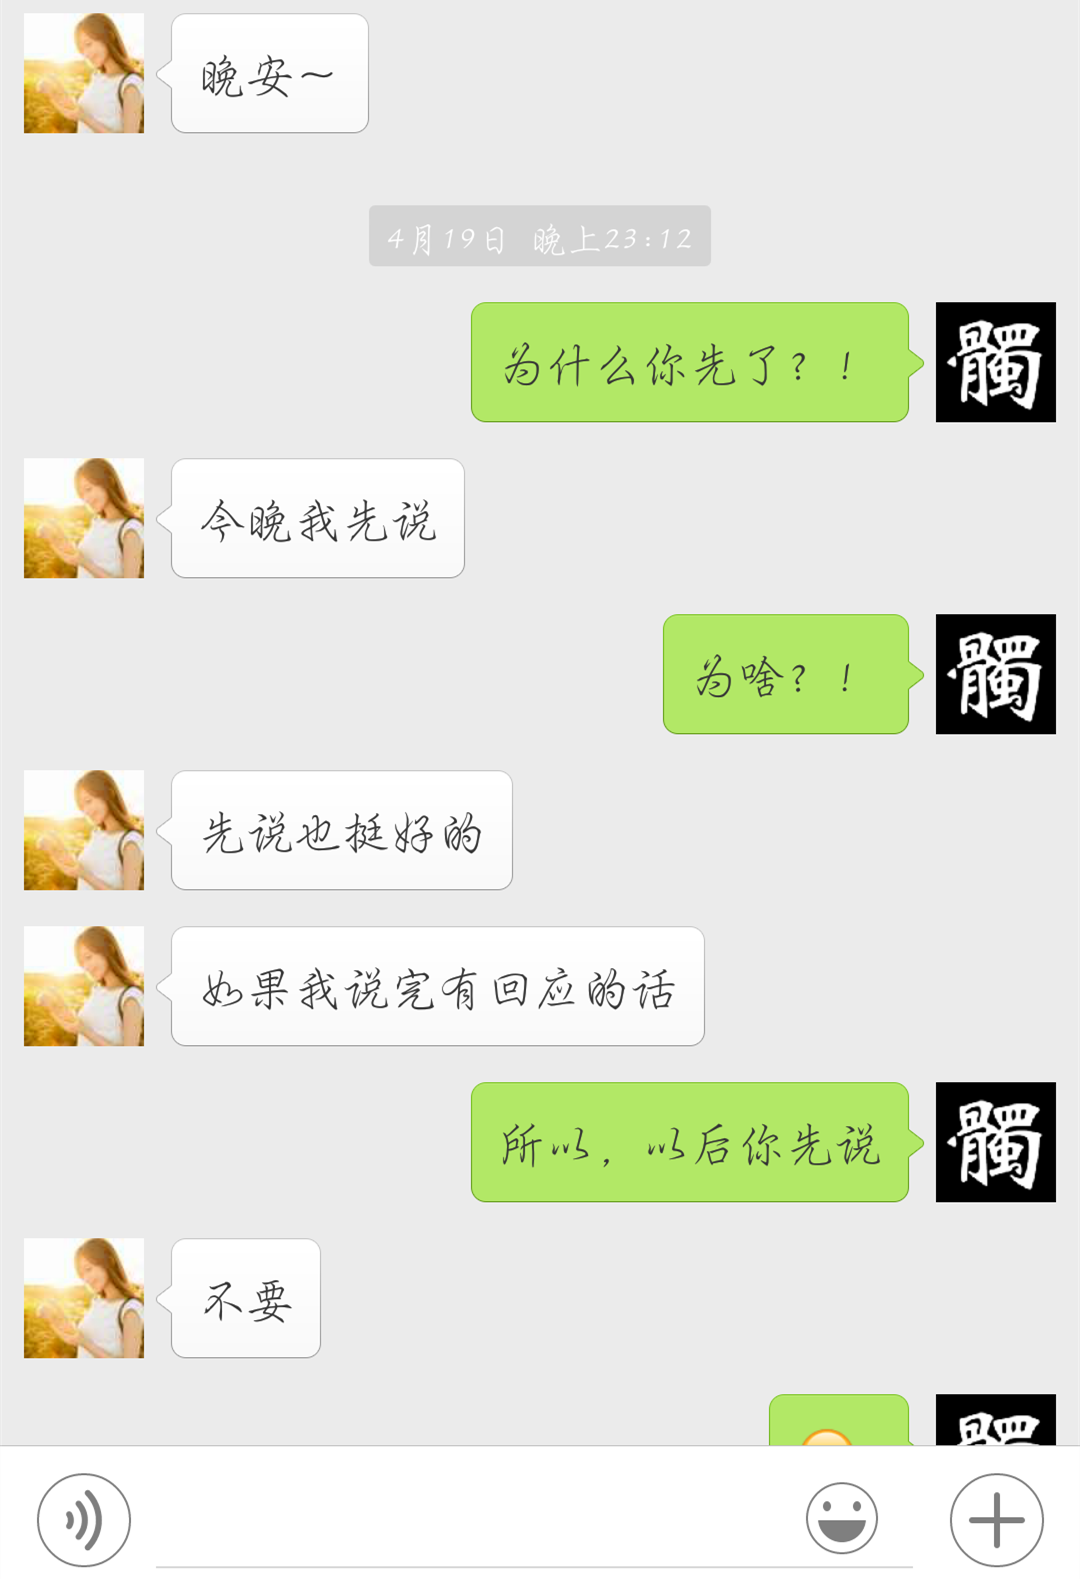 晚安~
4月19日 晚上23:12
为什么你先了？！
髑
今晚我先说
为啥？！
髑
先说也挺好的
如果我说完有回应的话
所以，以后你先说
髑
不要
髑